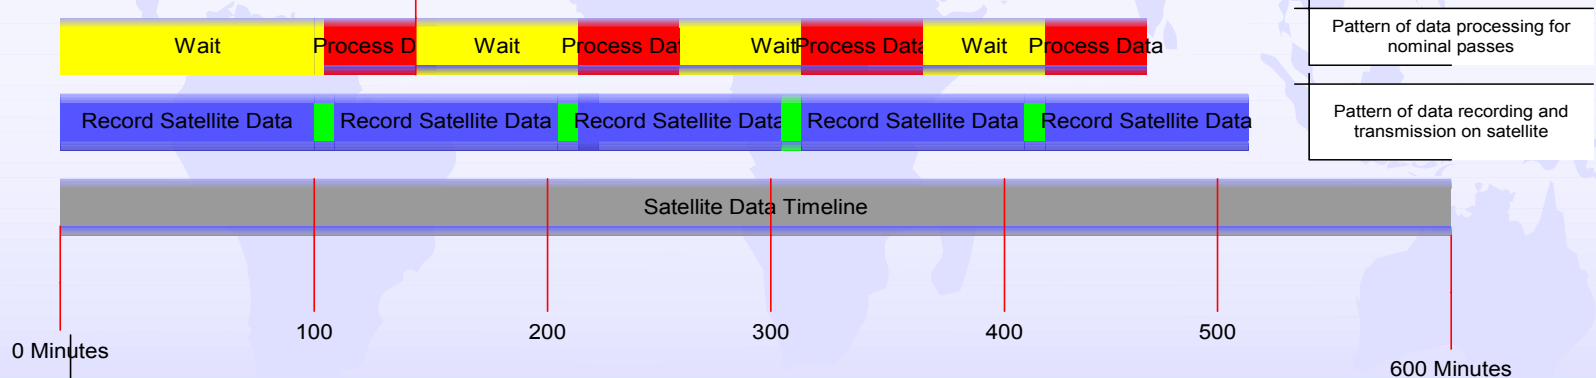 Wait
Process D
Wait
Process Dat
Wait
Process Data
Wait
Process Data
Pattern of data processing for
nominal passes
Record Satellite Data
Record Satellite Data
Record Satellite Data
Record Satellite Data
Record Satellite Data
Pattern of data recording and
transmission on satellite
Satellite Data Timeline
0 Minutes
100
200
300
400
500
600 Minutes